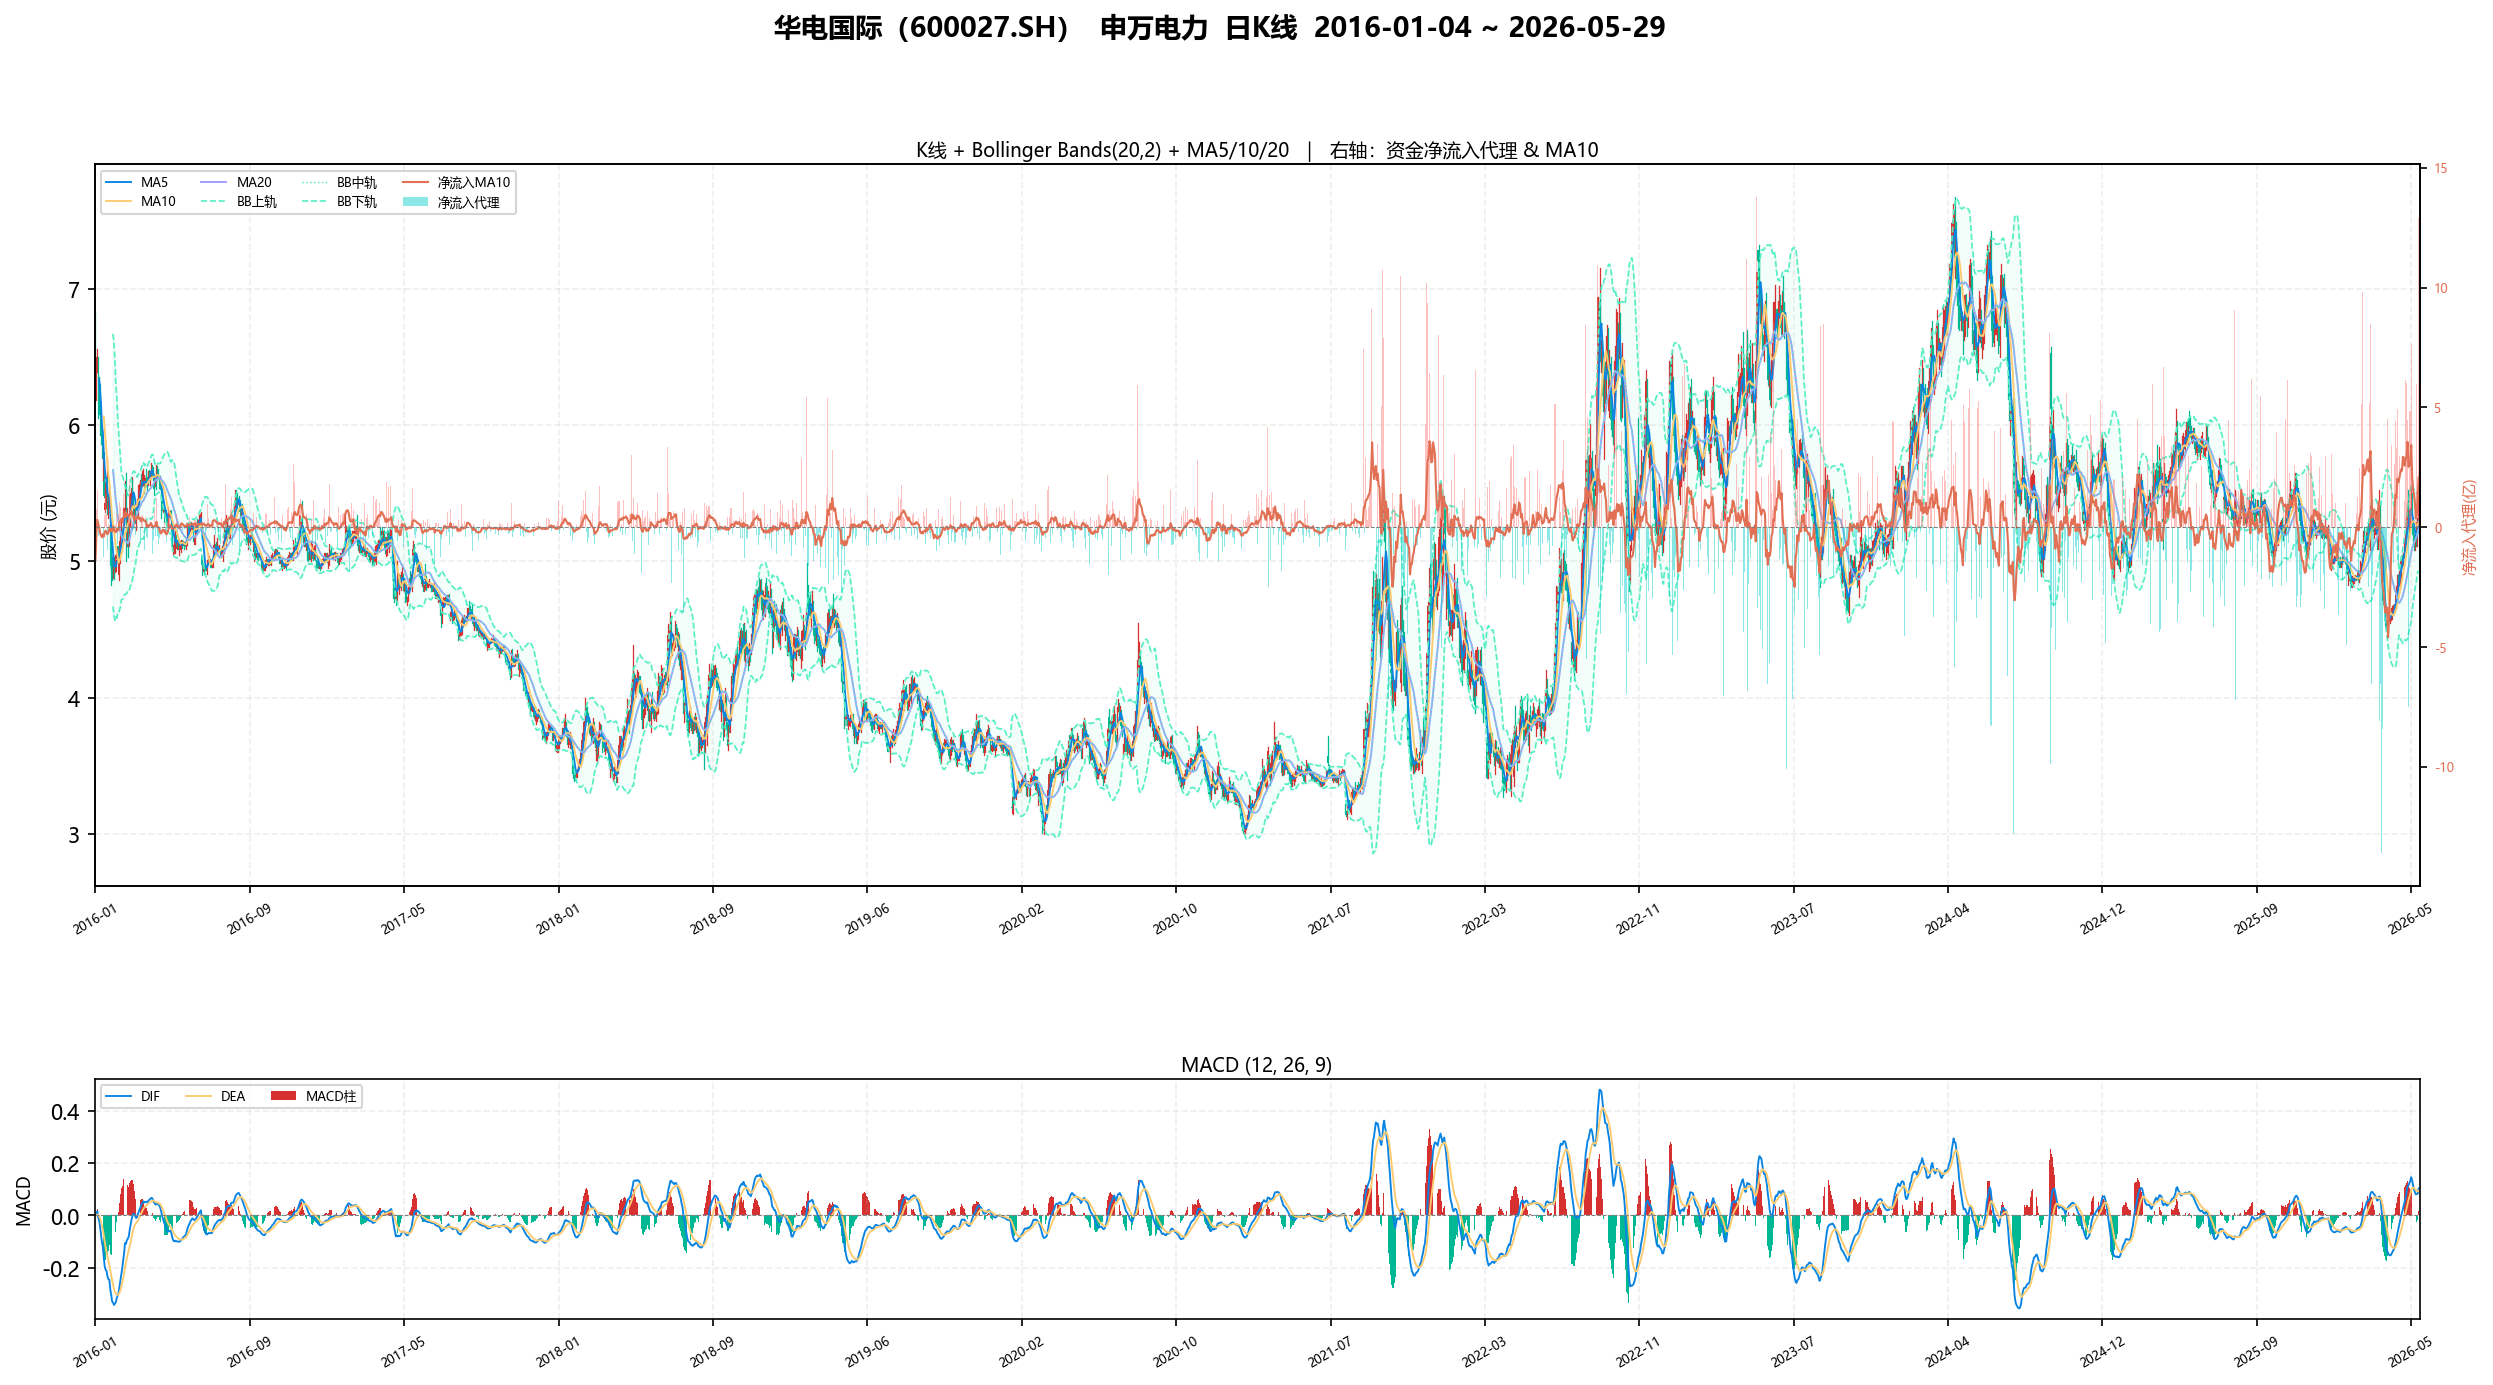 华电国际（600027.SH） 申万电力 日K线 2016-01-04 ~ 2026-05-29
K线 + Bollinger Bands(20,2) + MA5/10/20 | 右轴：资金净流入代理 & MA10
MA5 MA20 BB中轨 净流入MA10
MA10 BB上轨 BB下轨 净流入代理
股价 (元)
7
6
5
4
3
15
10
5
0
-5
-10
净流入代理(亿)
2016-01 2016-09 2017-05 2018-01 2018-09 2019-06 2020-02 2020-10 2021-07 2022-03 2022-11 2023-07 2024-04 2024-12 2025-09 2026-05
MACD (12, 26, 9)
DIF DEA MACD柱
MACD
0.4
0.2
0.0
-0.2
2016-01 2016-09 2017-05 2018-01 2018-09 2019-06 2020-02 2020-10 2021-07 2022-03 2022-11 2023-07 2024-04 2024-12 2025-09 2026-05